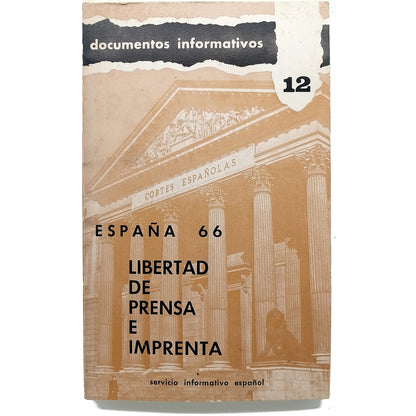 documentos informativos
12
CORTES ESPAÑOLAS
ESPAÑA 66
LIBERTAD
DE
PRENSA
E
IMPRENTA
servicio informativo español